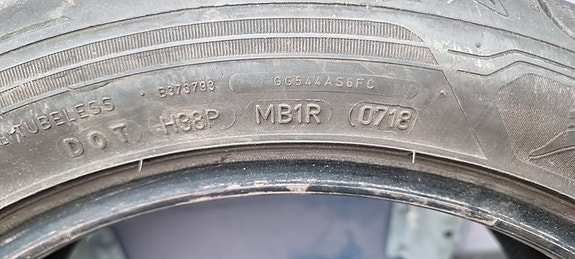 TUBELESS B373793 GG544A56FC
DOT H38P MB1R 0718